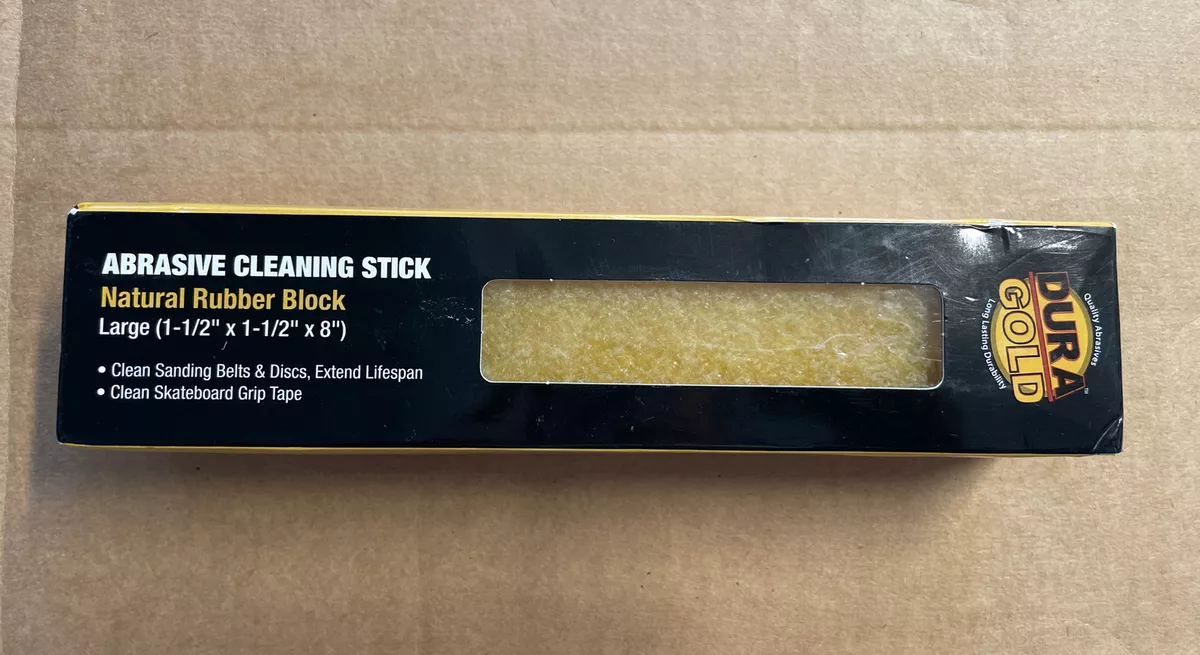 ABRASIVE CLEANING STICK
Natural Rubber Block
Large (1-1/2" x 1-1/2" x 8")
• Clean Sanding Belts & Discs, Extend Lifespan
• Clean Skateboard Grip Tape
Quality Abrasives
DURA
GOLD
Long Lasting Durability
TM